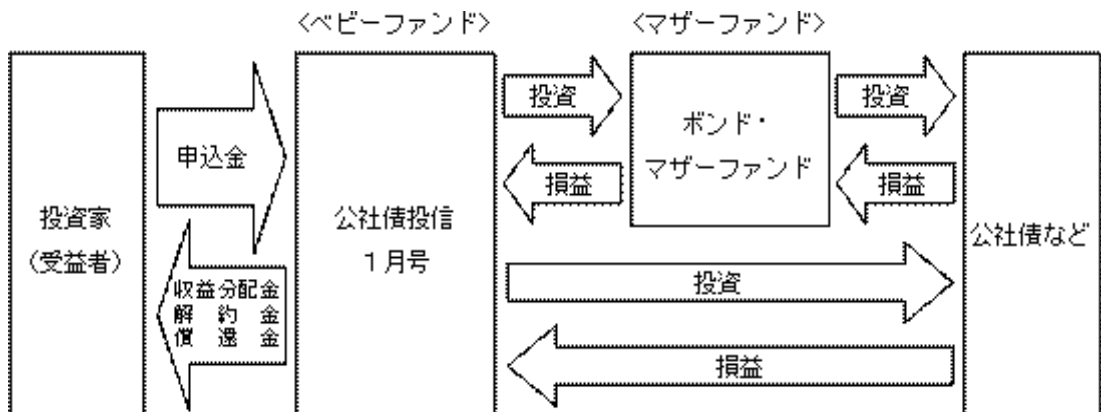 <ベビーファンド>
<マザーファンド>
投資家
(受益者)
申込金
収益分配金
解約金
償還金
公社債投信
1月号
投資
損益
ボンド・
マザーファンド
投資
損益
投資
損益
公社債など